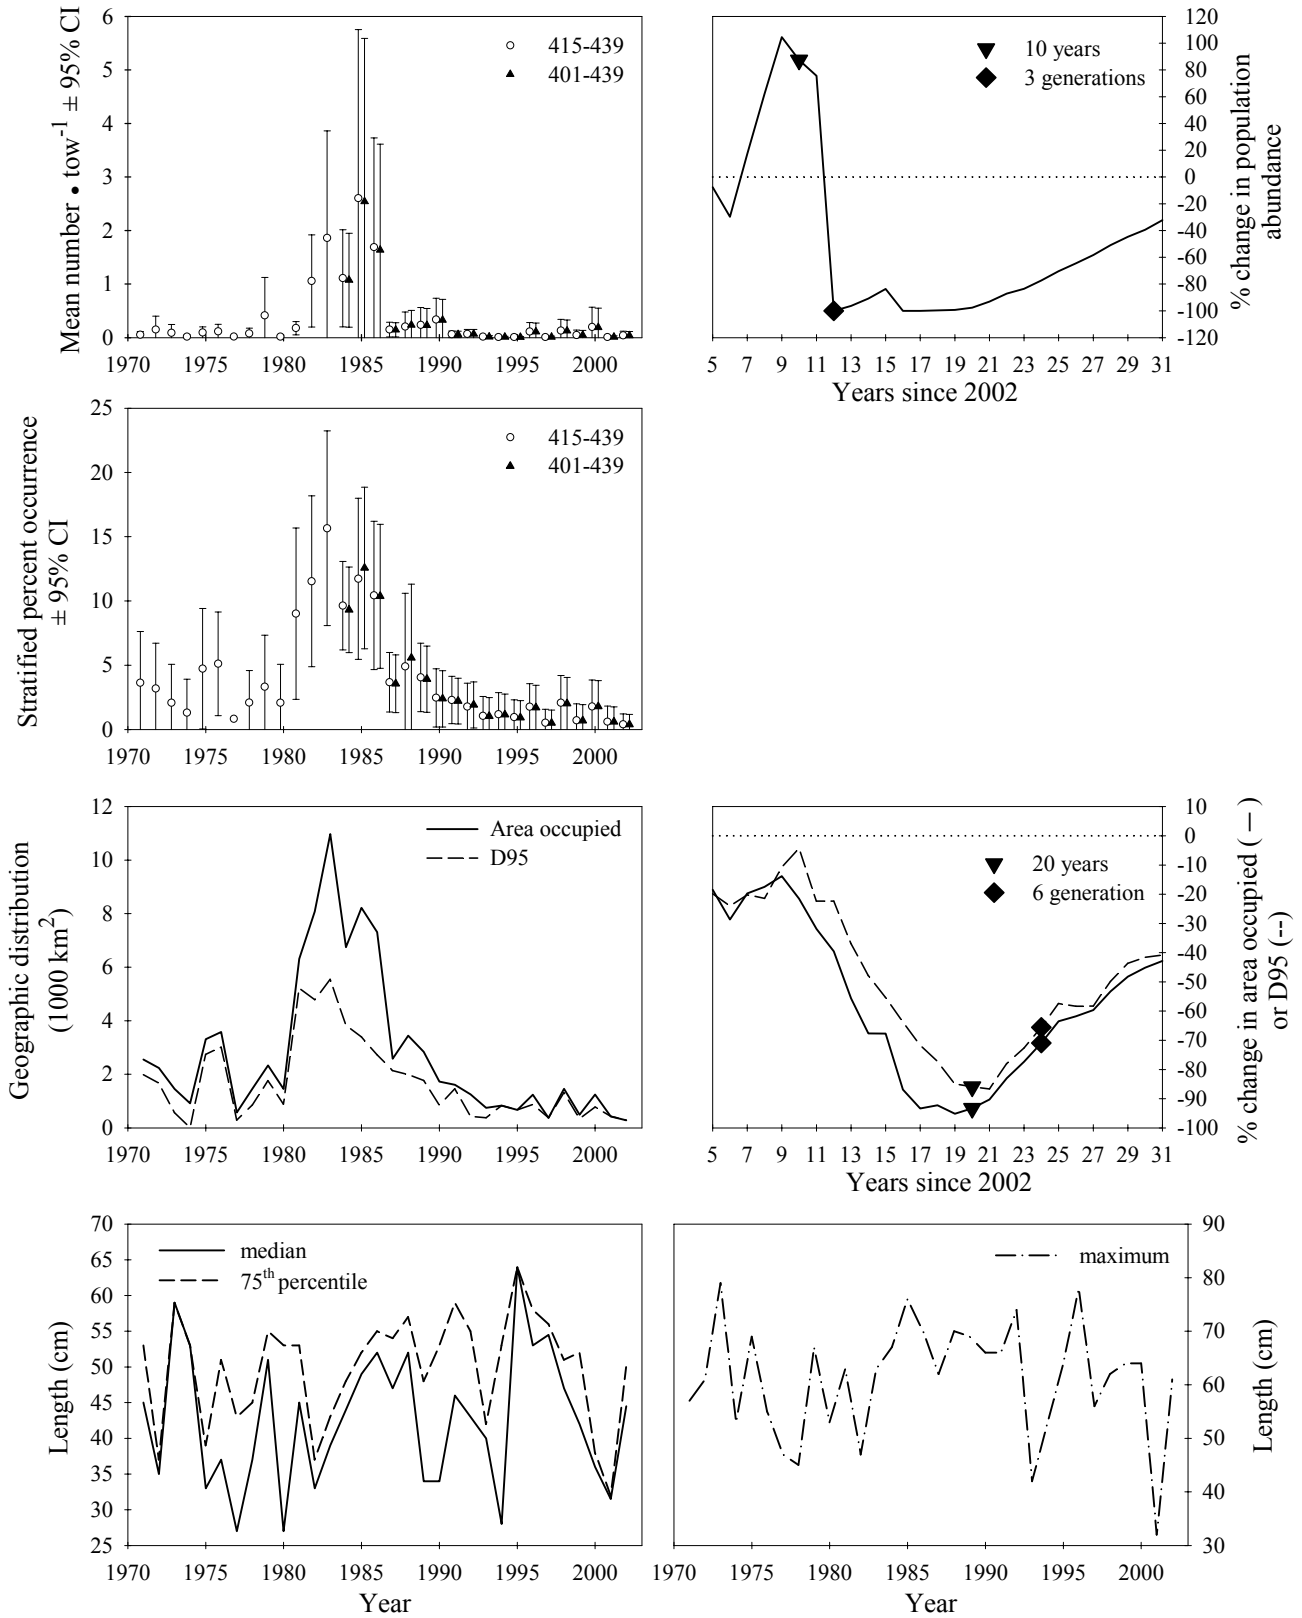 Mean number • tow-1 ± 95% CI
6
5
4
3
2
1
0
415-439
401-439
1970 1975 1980 1985 1990 1995 2000
10 years
3 generations
120
100
80
60
40
20
0
-20
-40
-60
-80
-100
-120
% change in population
abundance
5 7 9 11 13 15 17 19 21 23 25 27 29 31
Years since 2002
Stratified percent occurrence
± 95% CI
25
20
15
10
5
0
415-439
401-439
1970 1975 1980 1985 1990 1995 2000
Geographic distribution
(1000 km2)
12
10
8
6
4
2
0
Area occupied
D95
1970 1975 1980 1985 1990 1995 2000
20 years
6 generation
10
0
-10
-20
-30
-40
-50
-60
-70
-80
-90
-100
% change in area occupied ( — )
or D95 (--)
5 7 9 11 13 15 17 19 21 23 25 27 29 31
Years since 2002
Length (cm)
70
65
60
55
50
45
40
35
30
25
median
75th percentile
1970 1975 1980 1985 1990 1995 2000
Year
maximum
90
80
70
60
50
40
30
Length (cm)
1970 1975 1980 1985 1990 1995 2000
Year